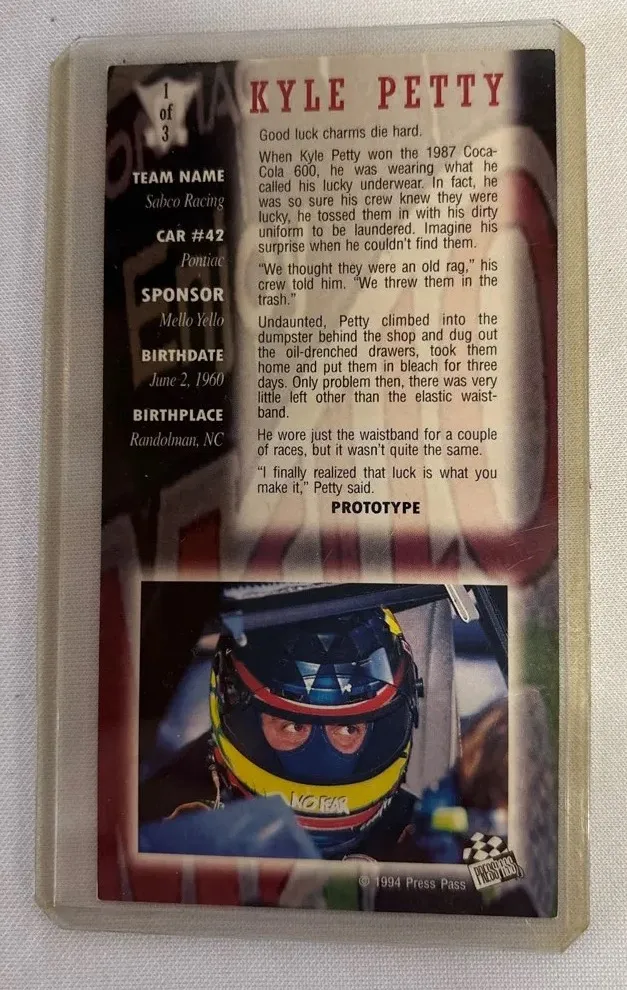 1
of
3
KYLE PETTY
TEAM NAME
Sabco Racing
CAR #42
Pontiac
SPONSOR
Mello Yello
BIRTHDATE
June 2, 1960
BIRTHPLACE
Randolman, NC
Good luck charms die hard.
When Kyle Petty won the 1987 Coca-
Cola 600, he was wearing what he
called his lucky underwear. In fact, he
was so sure his crew knew they were
lucky, he tossed them in with his dirty
uniform to be laundered. Imagine his
surprise when he couldn't find them.
"We thought they were an old rag," his
crew told him. "We threw them in the
trash."
Undaunted, Petty climbed into the
dumpster behind the shop and dug out
the oil-drenched drawers, took them
home and put them in bleach for three
days. Only problem then, there was very
little left other than the elastic waist-
band.
He wore just the waistband for a couple
of races, but it wasn't quite the same.
"I finally realized that luck is what you
make it," Petty said.
PROTOTYPE
NO FEAR
PRESS PASS
© 1994 Press Pass